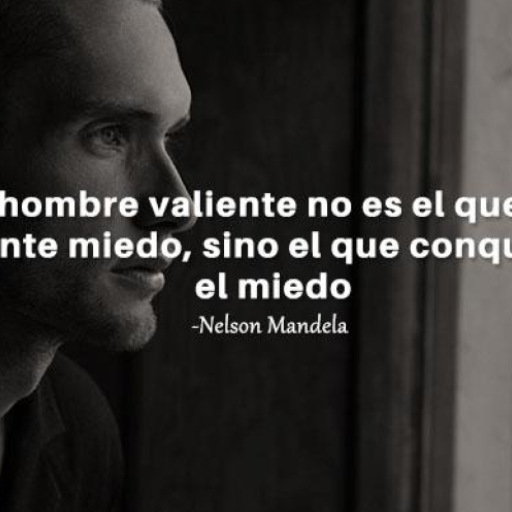 hombre valiente no es el que
nte miedo, sino el que conqu
el miedo
-Nelson Mandela